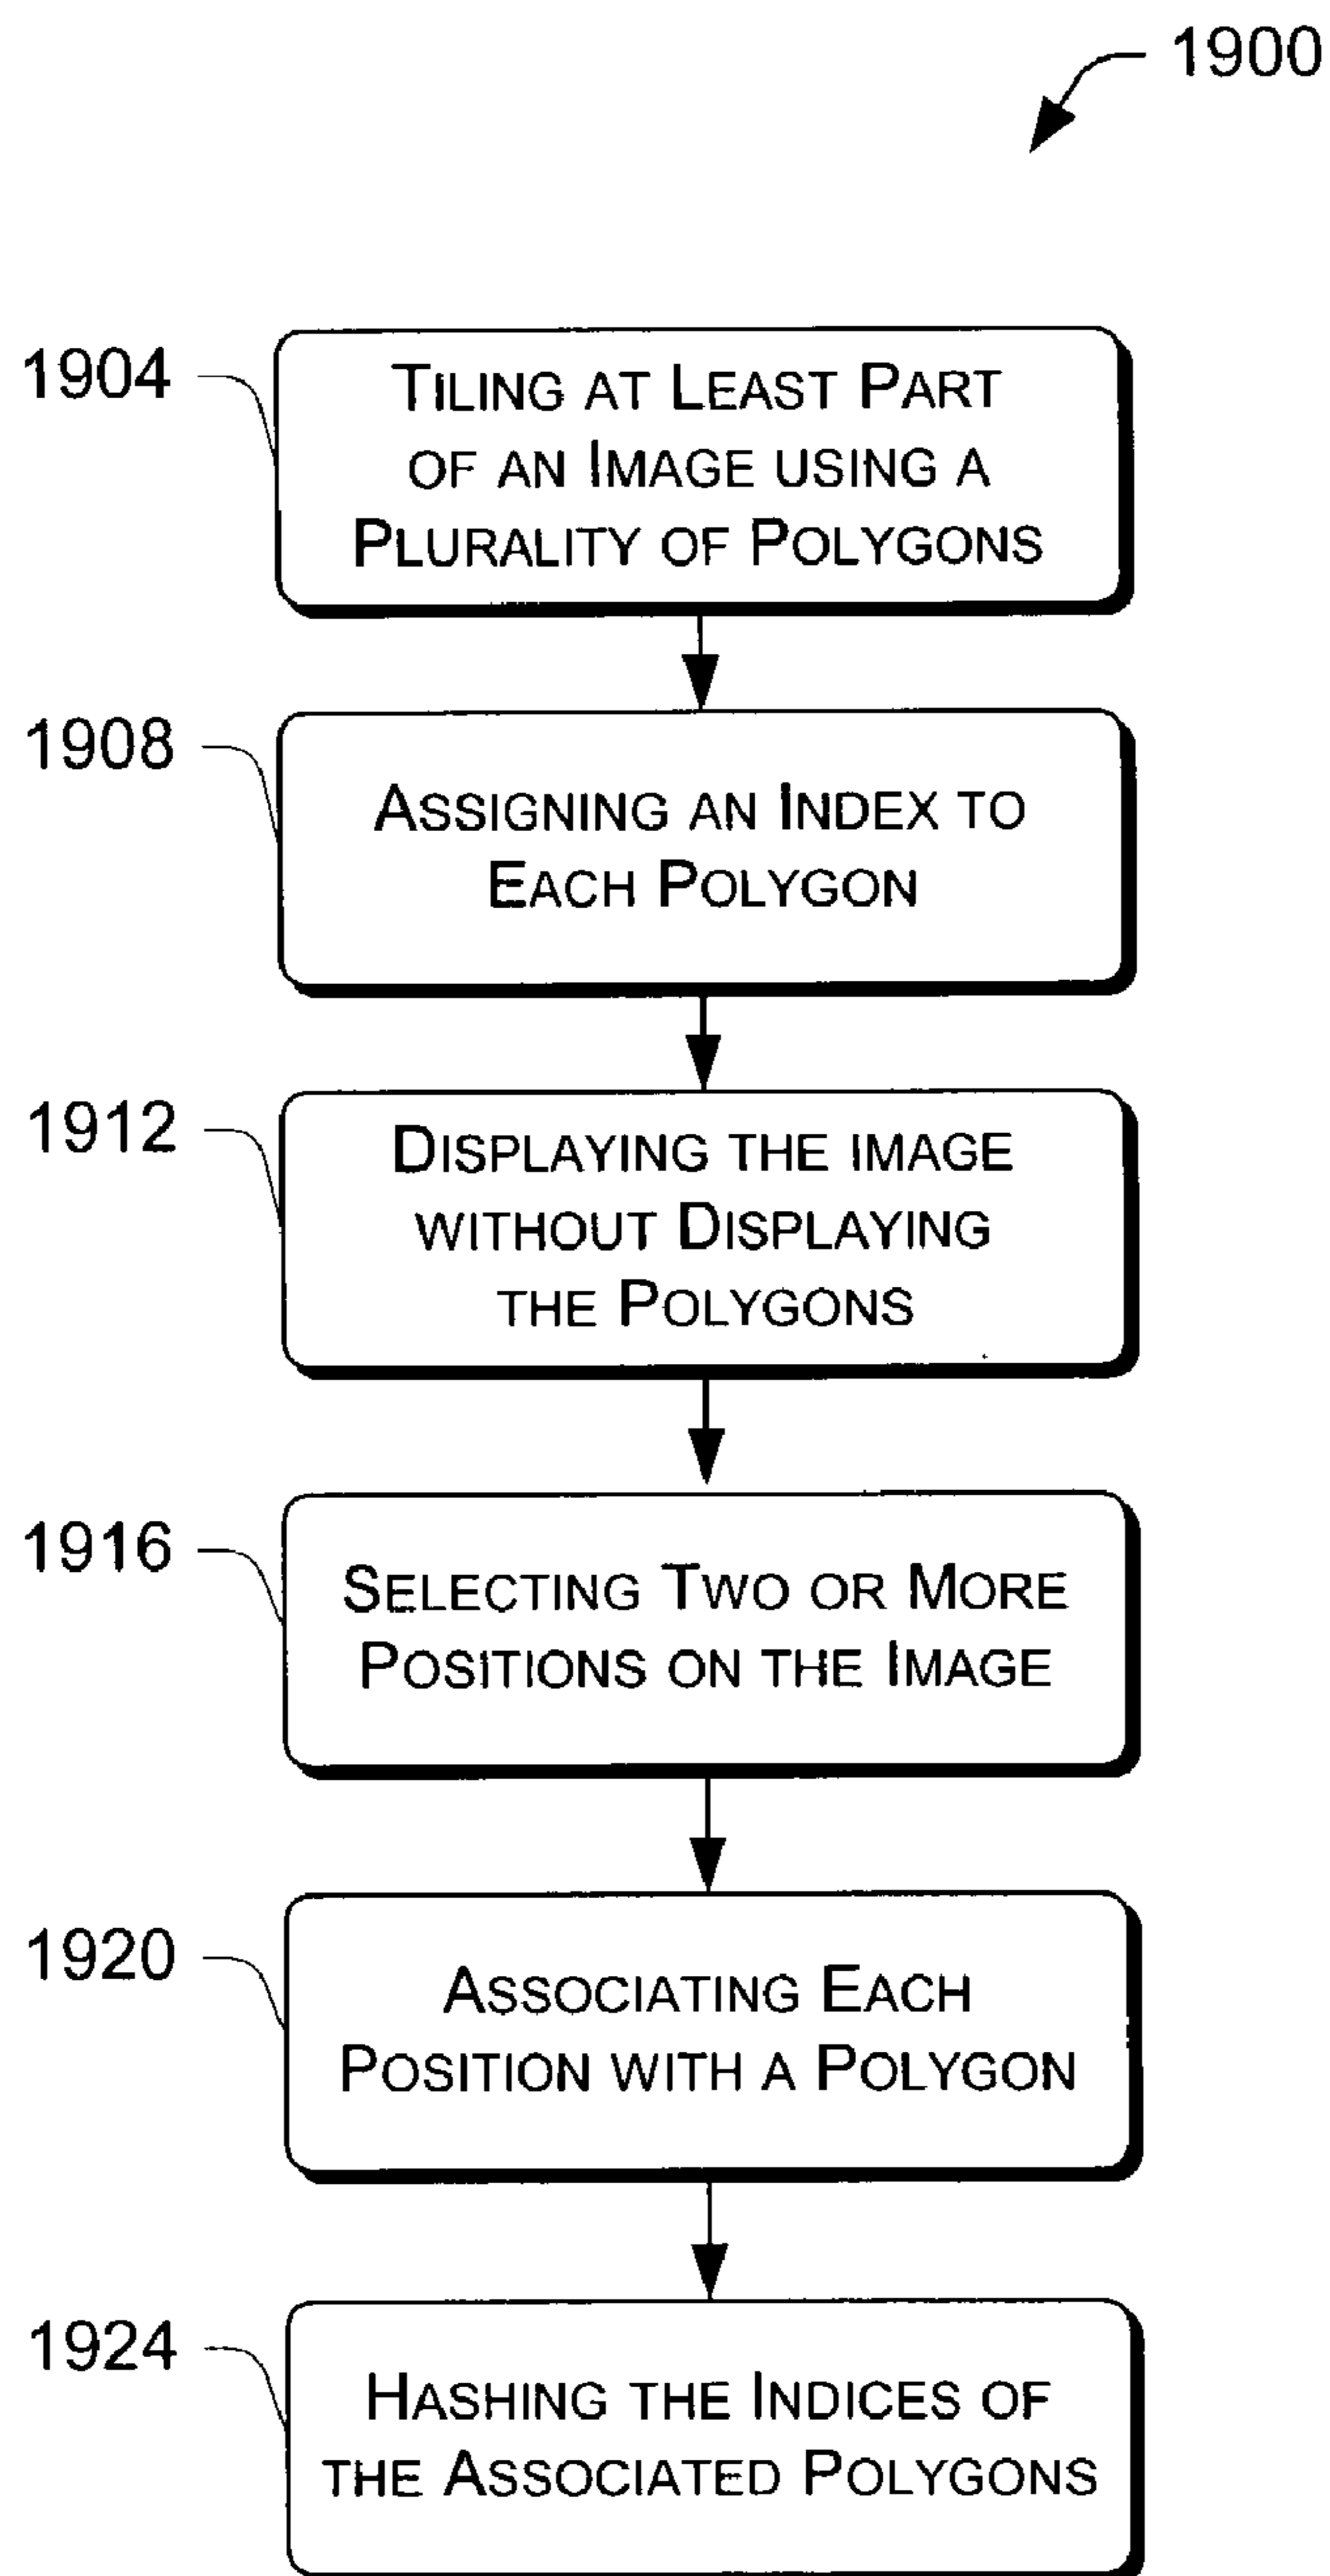 1900
1904
TILING AT LEAST PART
OF AN IMAGE USING A
PLURALITY OF POLYGONS
1908
ASSIGNING AN INDEX TO
EACH POLYGON
1912
DISPLAYING THE IMAGE
WITHOUT DISPLAYING
THE POLYGONS
1916
SELECTING TWO OR MORE
POSITIONS ON THE IMAGE
1920
ASSOCIATING EACH
POSITION WITH A POLYGON
1924
HASHING THE INDICES OF
THE ASSOCIATED POLYGONS